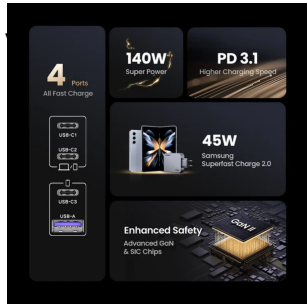 4 Ports
All Fast Charge
USB-C1
USB-C2
USB-C3
USB-A
140W
Super Power
PD 3.1
Higher Charging Speed
45W
Samsung
Superfast Charge 2.0
Enhanced Safety
Advanced GaN
& SIC Chips
GaN II